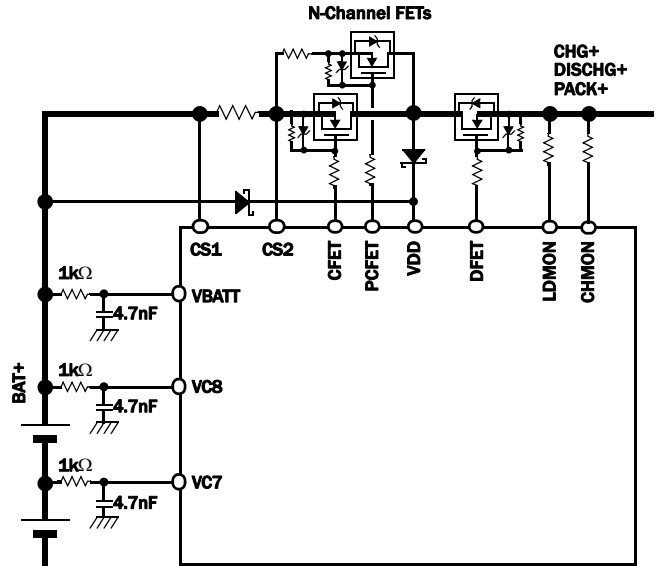 N-Channel FETs
CHG+
DISCHG+
PACK+
CS1
CS2
CFET
PCFET
VDD
DFET
LDMON
CHMON
1kΩ
VBATT
4.7nF
BAT+
1kΩ
VC8
4.7nF
1kΩ
VC7
4.7nF